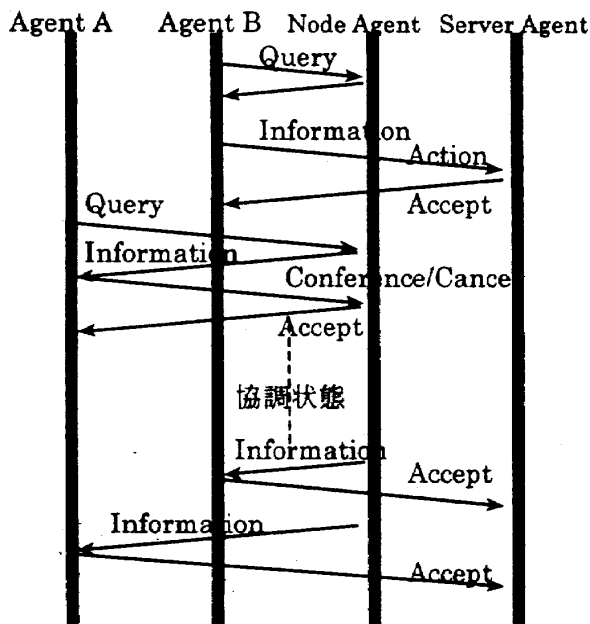 Agent A Agent B Node Agent Server Agent
Query
Information
Action
Accept
Query
Information
Conference/Cance
Accept
協調状態
Information
Accept
Information
Accept